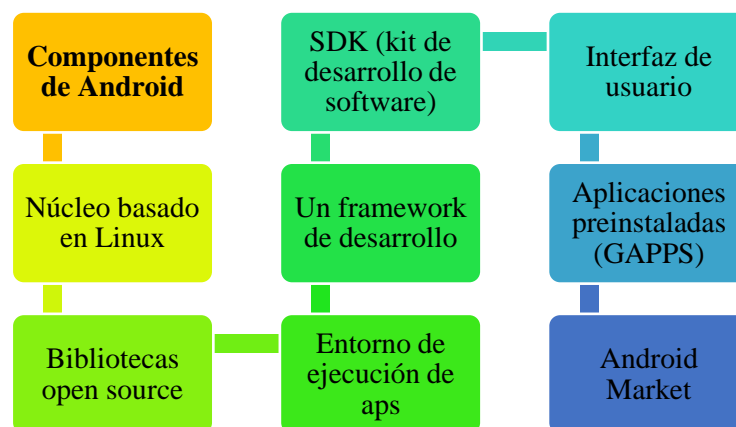 Componentes
de Android
Núcleo basado
en Linux
Bibliotecas
open source
Entorno de
ejecución de
aps
Un framework
de desarrollo
SDK (kit de
desarrollo de
software)
Interfaz de
usuario
Aplicaciones
preinstaladas
(GAPPS)
Android
Market